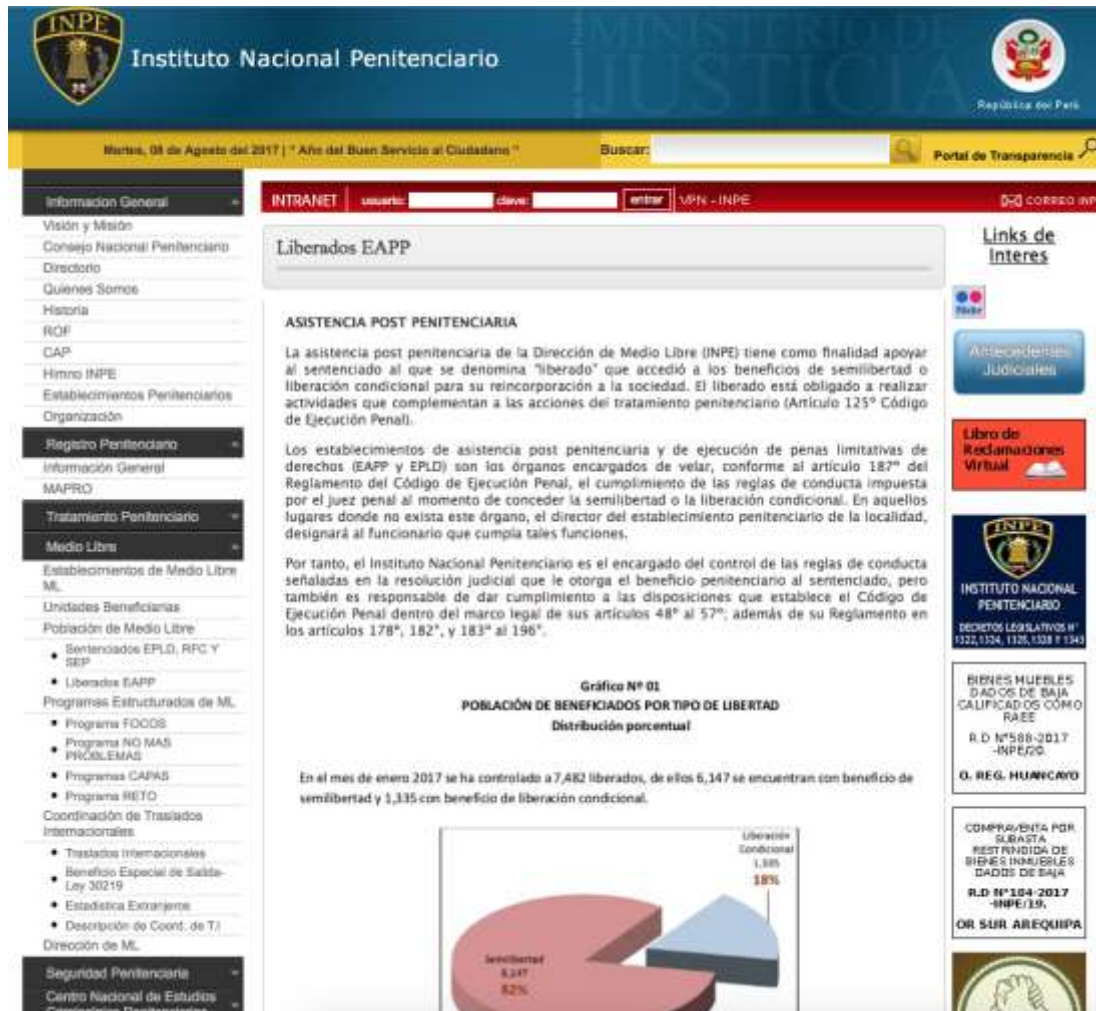 INPE
Instituto Nacional Penitenciario
MINISTERIO DE
JUSTICIA
República del Perú
Martes, 08 de Agosto del 2017 | " Año del Buen Servicio al Ciudadano "
Buscar:
Portal de Transparencia
INTRANET usuario: clave: entrar VPN - INPE
CORREO INP
Informacion General
Visión y Misión
Consejo Nacional Penitenciario
Directorio
Quienes Somos
Historia
ROF
CAP
Himno INPE
Establecimientos Penitenciarios
Organización
Registro Penitenciario
Información General
MAPRO
Tratamiento Penitenciario
Medio Libre
Establecimientos de Medio Libre
ML.
Unidades Beneficiarias
Población de Medio Libre
Sentenciados EPLD, RFC Y
SEP
Liberados EAPP
Programas Estructurados de ML.
Programa FOCOS
Programa NO MAS
PROBLEMAS
Programas CAPAS
Programa RETO
Coordinación de Traslados
Internacionales
Traslados Internacionales
Beneficio Especial de Salida-
Ley 30219
Estadística Extranjeros
Descripción de Coord. de T.I
Dirección de ML.
Seguridad Penitenciaria
Centro Nacional de Estudios
Liberados EAPP
ASISTENCIA POST PENITENCIARIA
La asistencia post penitenciaria de la Dirección de Medio Libre (INPE) tiene como finalidad apoyar
al sentenciado al que se denomina "liberado" que accedió a los beneficios de semilibertad o
liberación condicional para su reincorporación a la sociedad. El liberado está obligado a realizar
actividades que complementan a las acciones del tratamiento penitenciario (Artículo 125° Código
de Ejecución Penal).
Los establecimientos de asistencia post penitenciaria y de ejecución de penas limitativas de
derechos (EAPP y EPLD) son los órganos encargados de velar, conforme al artículo 187° del
Reglamento del Código de Ejecución Penal, el cumplimiento de las reglas de conducta impuesta
por el juez penal al momento de conceder la semilibertad o la liberación condicional. En aquellos
lugares donde no exista este órgano, el director del establecimiento penitenciario de la localidad,
designará al funcionario que cumpla tales funciones.
Por tanto, el Instituto Nacional Penitenciario es el encargado del control de las reglas de conducta
señaladas en la resolución judicial que le otorga el beneficio penitenciario al sentenciado, pero
también es responsable de dar cumplimiento a las disposiciones que establece el Código de
Ejecución Penal dentro del marco legal de sus artículos 48° al 57°; además de su Reglamento en
los artículos 178°, 182°, y 183° al 196°.
Gráfico Nº 01
POBLACIÓN DE BENEFICIADOS POR TIPO DE LIBERTAD
Distribución porcentual
En el mes de enero 2017 se ha controlado a 7,482 liberados, de ellos 6,147 se encuentran con beneficio de
semilibertad y 1,335 con beneficio de liberación condicional.
Liberación
Condicional
1,335
18%
Semilibertad
6,147
82%
Links de
Interes
flickr
Antecedentes
Judiciales
Libro de
Reclamaciones
Virtual
INPE
INSTITUTO NACIONAL
PENITENCIARIO
DECRETOS LEGISLATIVOS N°
1322, 1324, 1325, 1328 Y 1343
BIENES MUEBLES
DADOS DE BAJA
CALIFICADOS CÓMO
RAEE
R.D N°588-2017
-INPE/20.
O. REG. HUANCAYO
COMPRAVENTA POR
SUBASTA
RESTRINGIDA DE
BIENES INMUEBLES
DADOS DE BAJA
R.D N°104-2017
-INPE/19.
OR SUR AREQUIPA